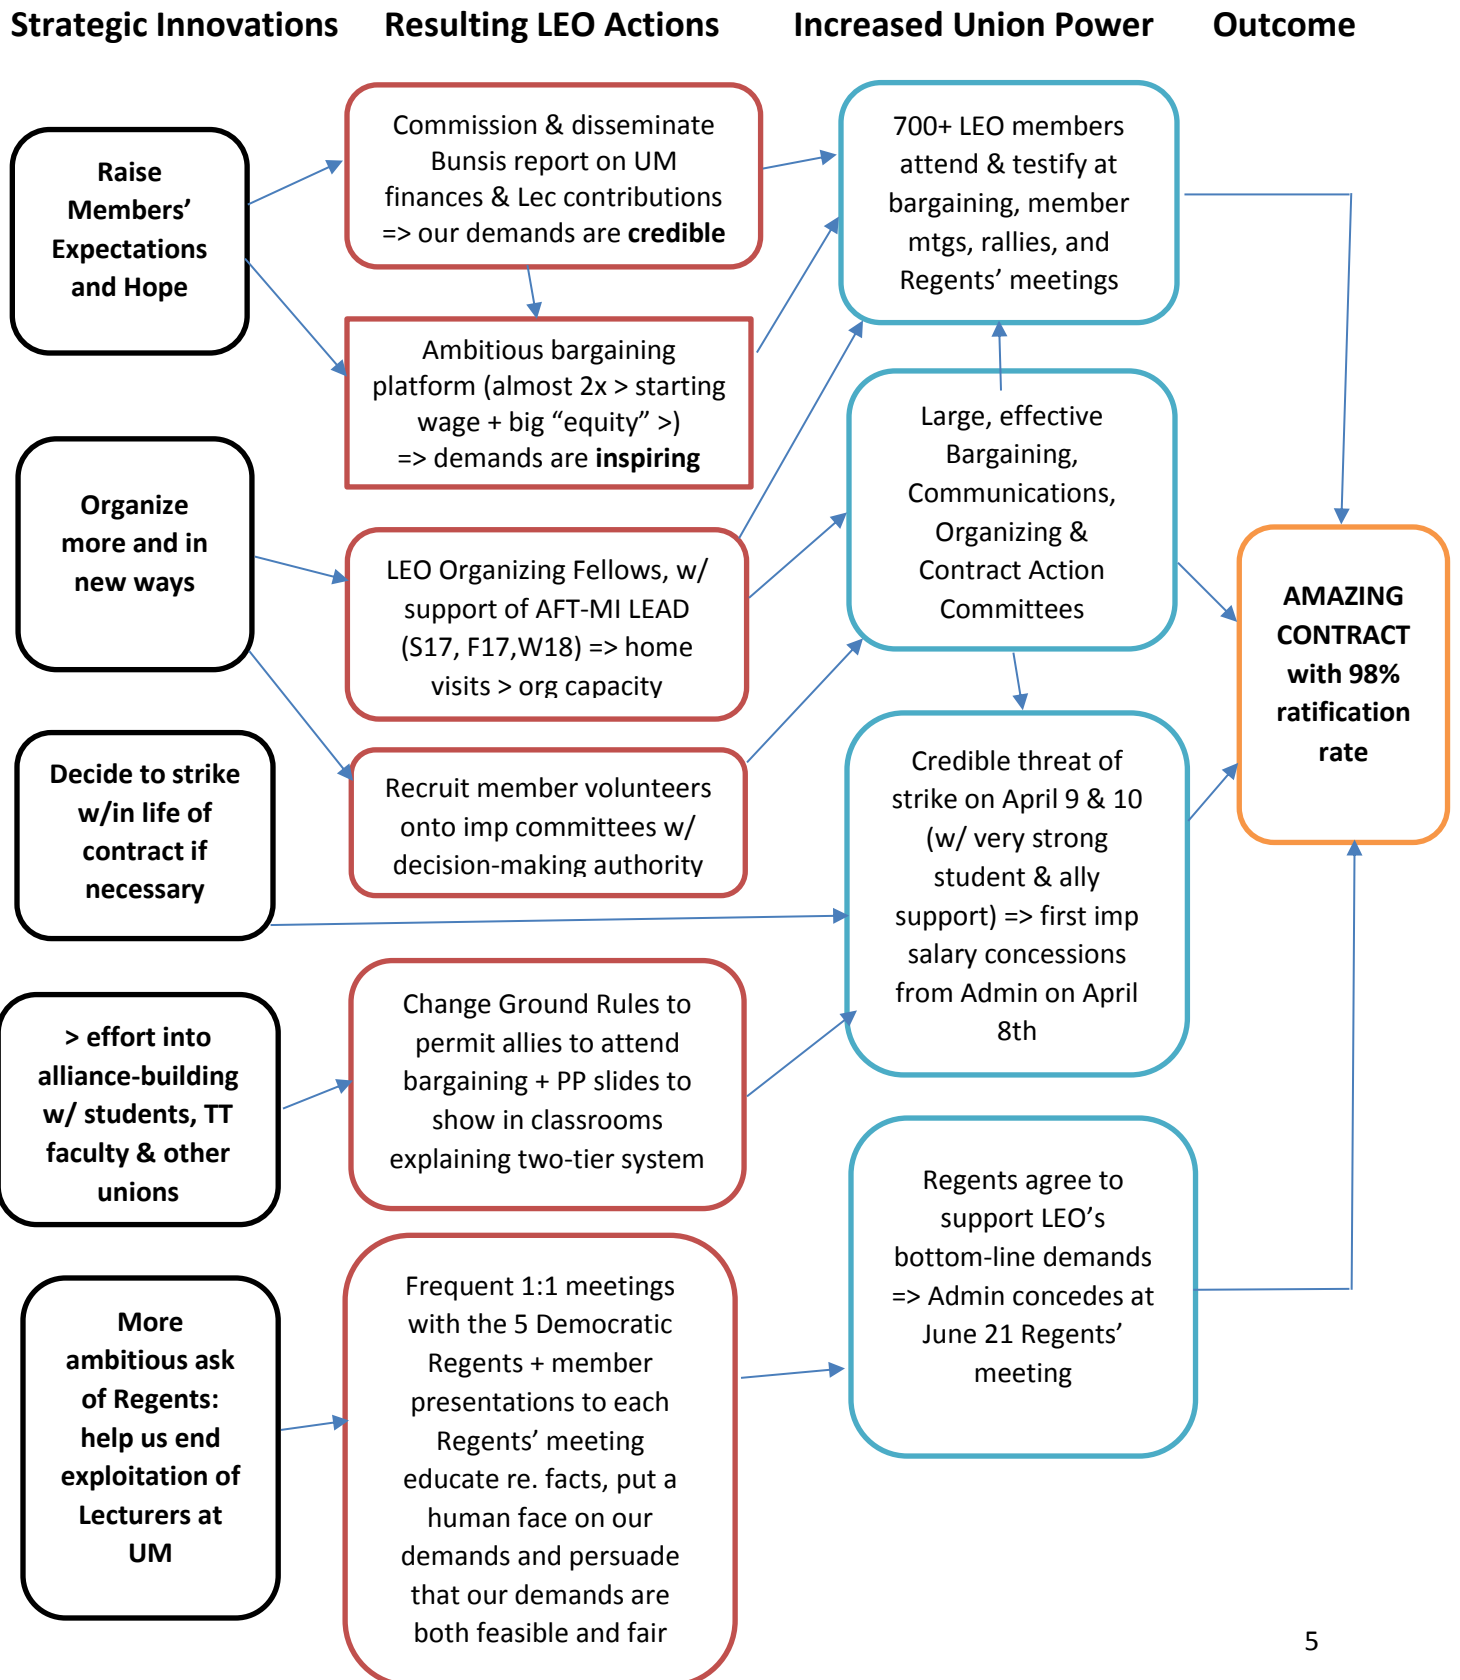 Strategic Innovations Resulting LEO Actions Increased Union Power Outcome
Raise
Members’
Expectations
and Hope
Organize
more and in
new ways
Decide to strike
w/in life of
contract if
necessary
> effort into
alliance-building
w/ students, TT
faculty & other
unions
More
ambitious ask
of Regents:
help us end
exploitation of
Lecturers at
UM
Commission & disseminate
Bunsis report on UM
finances & Lec contributions
=> our demands are credible
Ambitious bargaining
platform (almost 2x > starting
wage + big “equity” >)
=> demands are inspiring
LEO Organizing Fellows, w/
support of AFT-MI LEAD
(S17, F17,W18) => home
visits > org capacity
Recruit member volunteers
onto imp committees w/
decision-making authority
Change Ground Rules to
permit allies to attend
bargaining + PP slides to
show in classrooms
explaining two-tier system
Frequent 1:1 meetings
with the 5 Democratic
Regents + member
presentations to each
Regents’ meeting
educate re. facts, put a
human face on our
demands and persuade
that our demands are
both feasible and fair
700+ LEO members
attend & testify at
bargaining, member
mtgs, rallies, and
Regents’ meetings
Large, effective
Bargaining,
Communications,
Organizing &
Contract Action
Committees
Credible threat of
strike on April 9 & 10
(w/ very strong
student & ally
support) => first imp
salary concessions
from Admin on April
8th
Regents agree to
support LEO’s
bottom-line demands
=> Admin concedes at
June 21 Regents’
meeting
AMAZING
CONTRACT
with 98%
ratification
rate
5